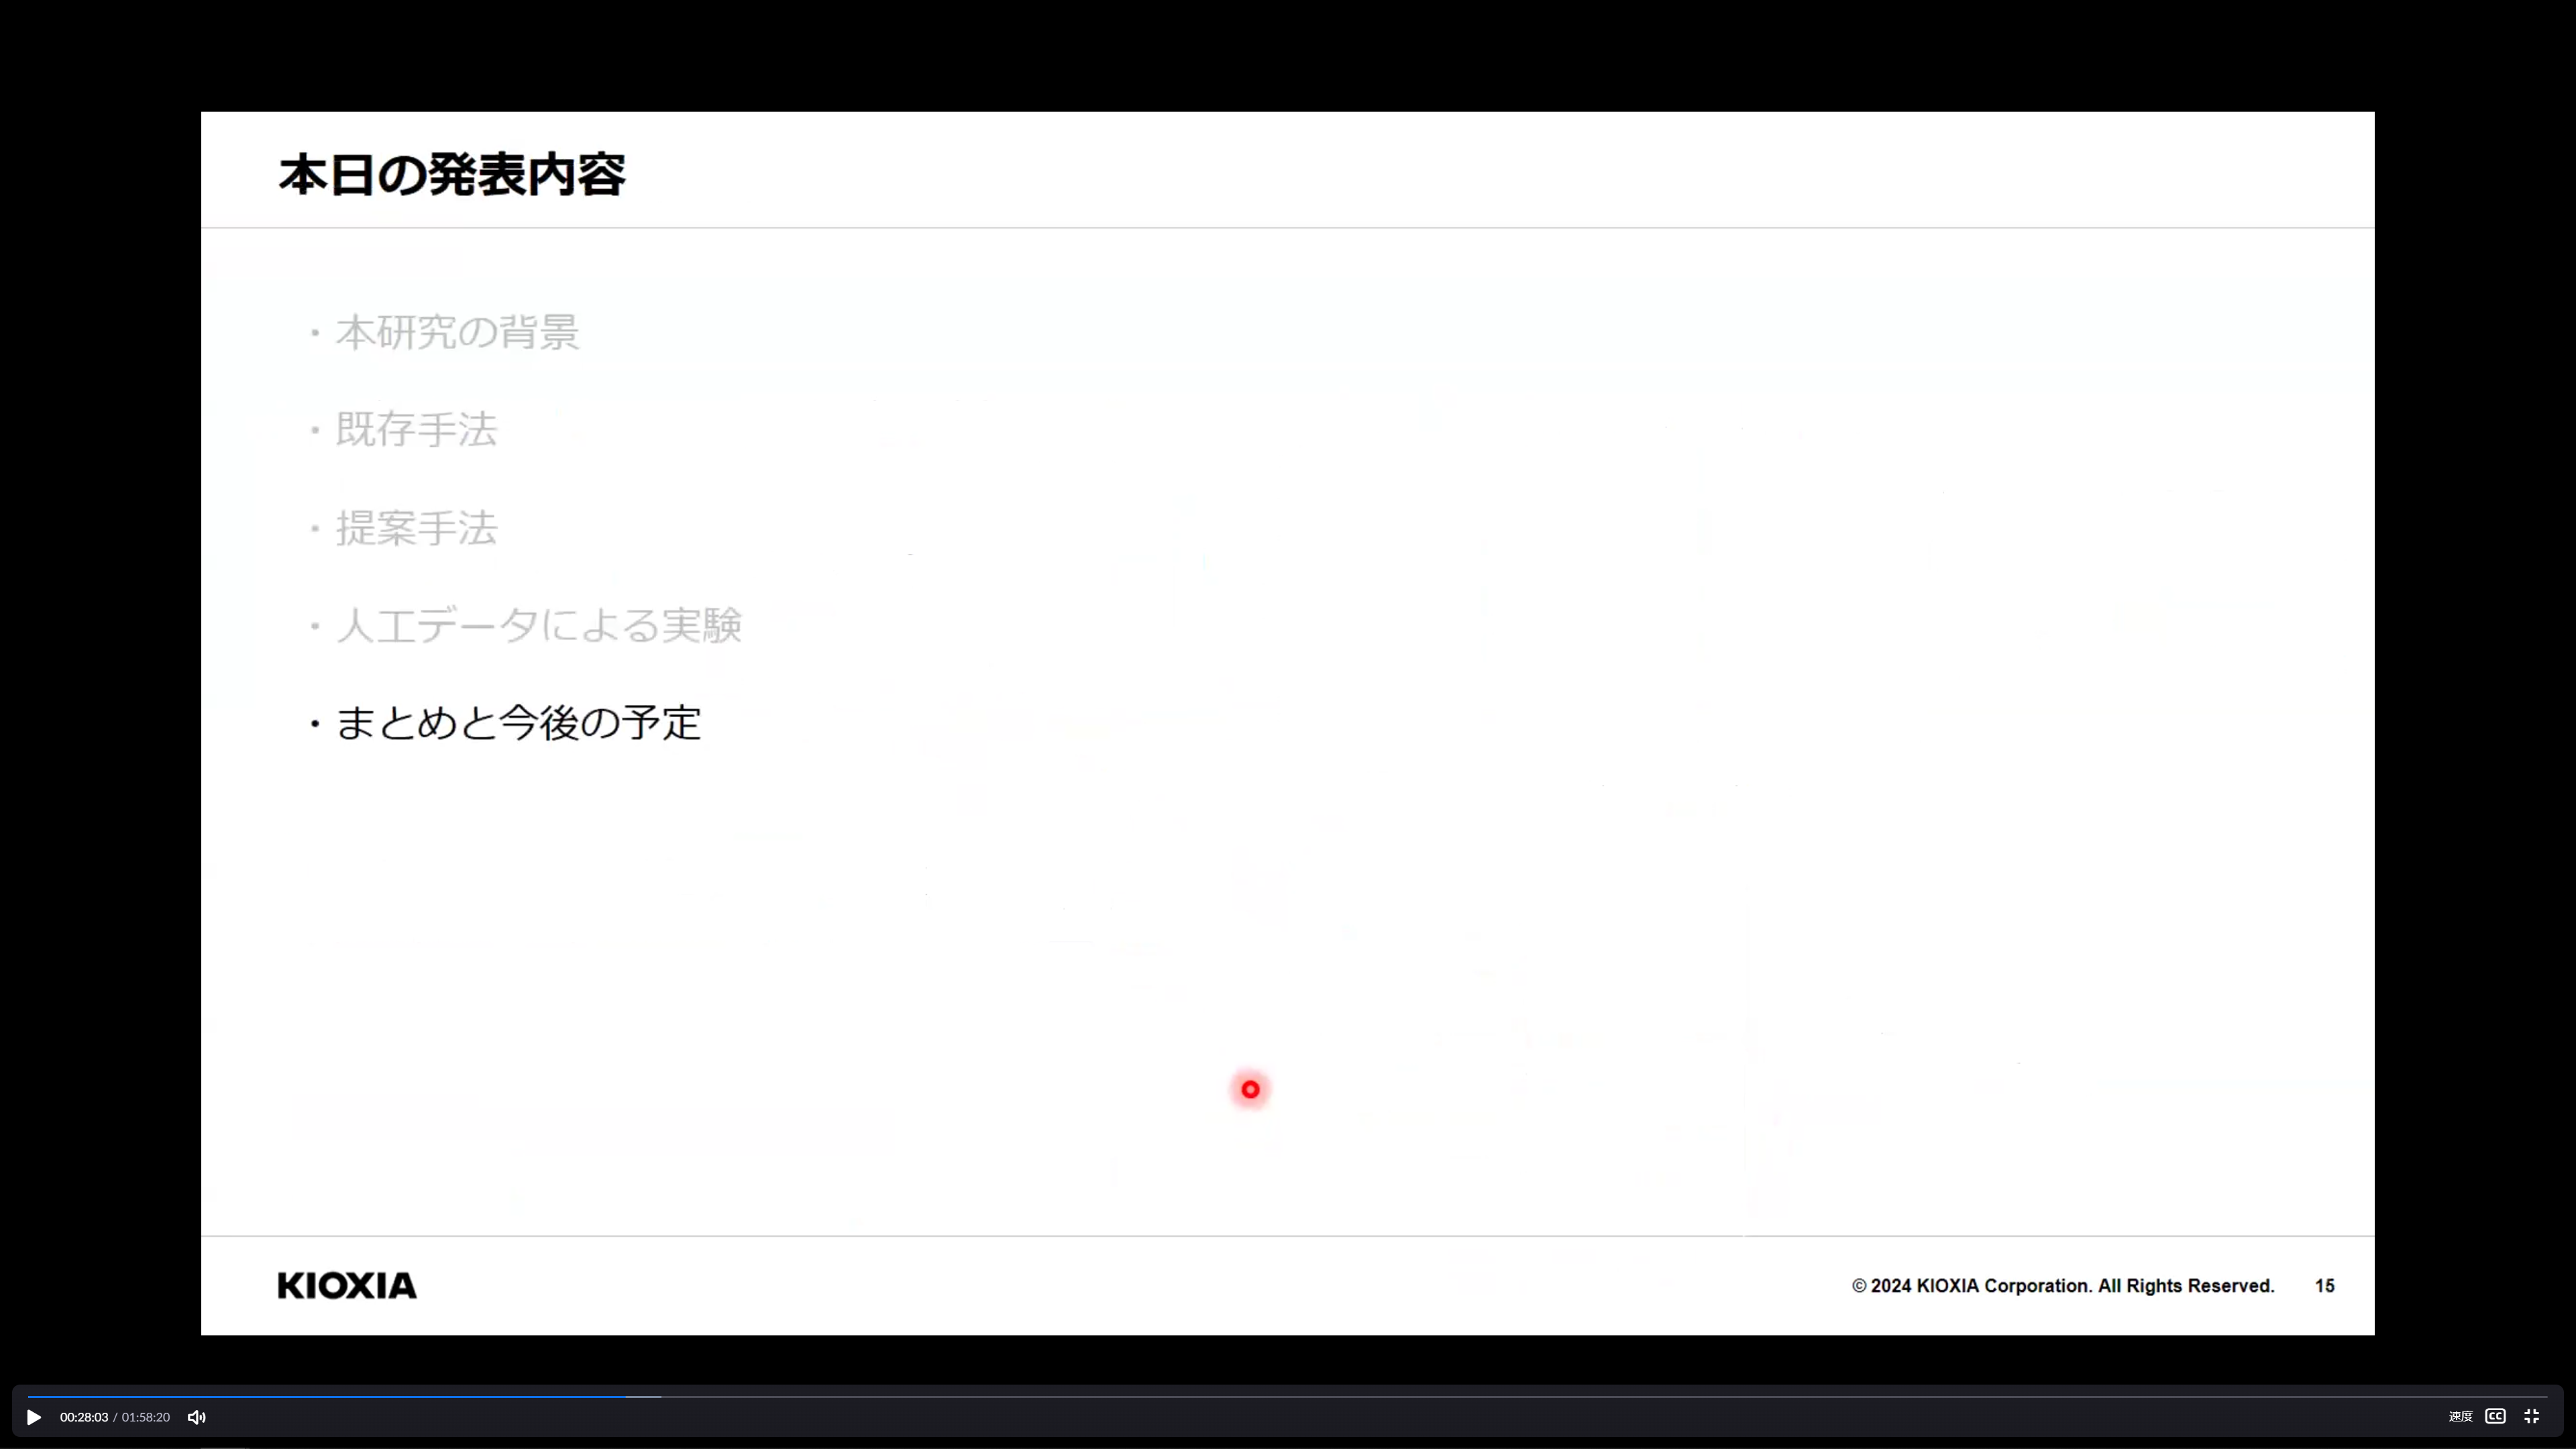 本日の発表内容
・本研究の背景
・既存手法
・提案手法
・人工データによる実験
・まとめと今後の予定
KIOXIA
© 2024 KIOXIA Corporation. All Rights Reserved. 15
00:28:03 / 01:58:20
速度
CC